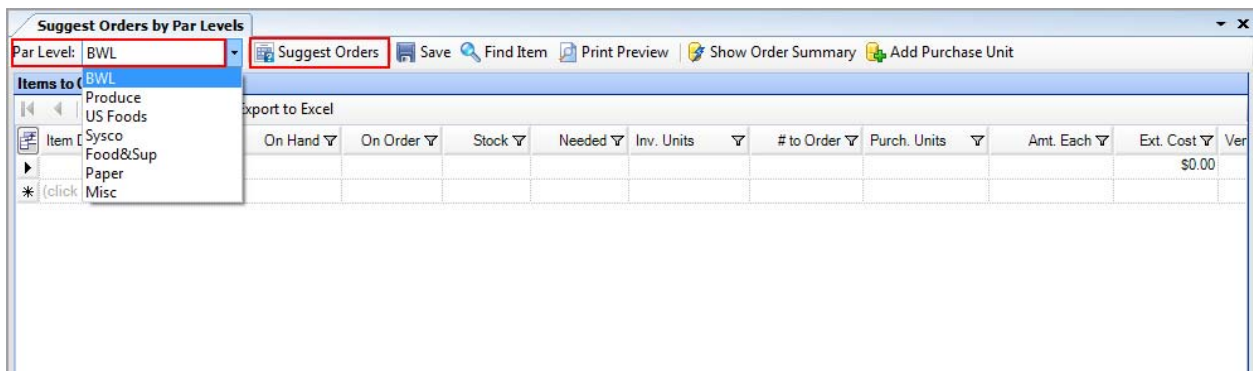 Suggest Orders by Par Levels
Par Level: BWL Suggest Orders Save Find Item Print Preview Show Order Summary Add Purchase Unit
Items to
BWL
Produce
US Foods
Sysco
Food&Sup
Paper
Misc
Export to Excel
Item On Hand On Order Stock Needed Inv. Units # to Order Purch. Units Amt. Each Ext. Cost Ver
$0.00
(click